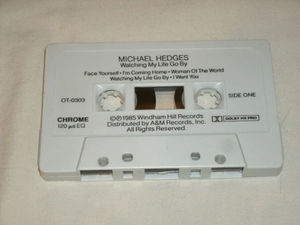 MICHAEL HEDGES
Watching My Life Go By
Face Yourself • I'm Coming Home • Woman Of The World
Watching My Life Go By • I Want You
OT-0303
SIDE ONE
CHROME
120 µs EQ
©℗1985 Windham Hill Records
Distributed by A&M Records, Inc.
All Rights Reserved.
DOLBY HX PRO